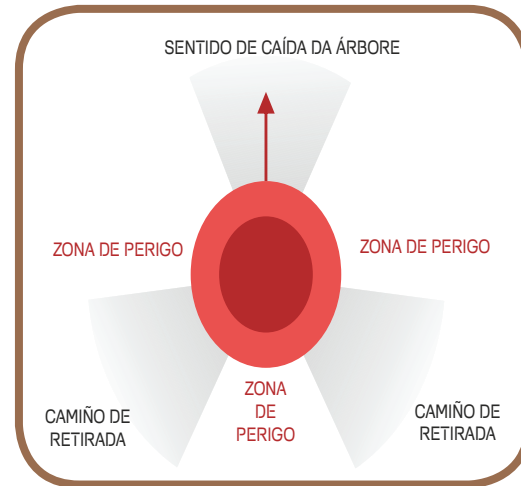 SENTIDO DE CAÍDA DA ÁRBORE
ZONA DE PERIGO
ZONA DE PERIGO
ZONA
DE
PERIGO
CAMIÑO DE
RETIRADA
CAMIÑO DE
RETIRADA